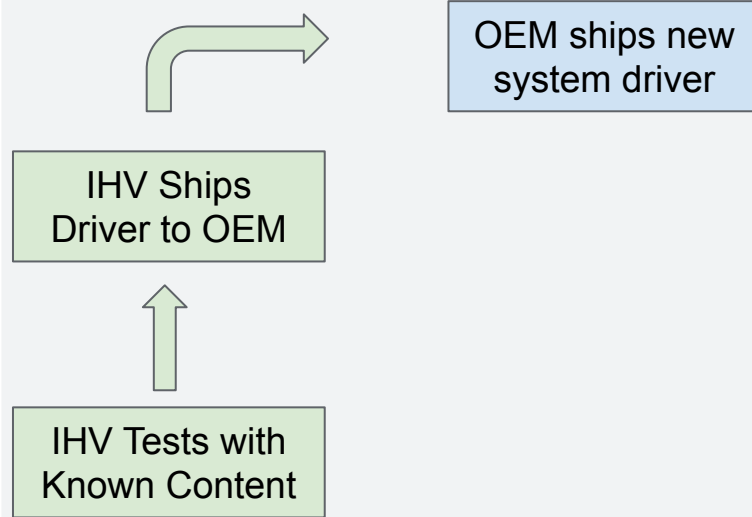 OEM ships new
system driver
IHV Ships
Driver to OEM
IHV Tests with
Known Content